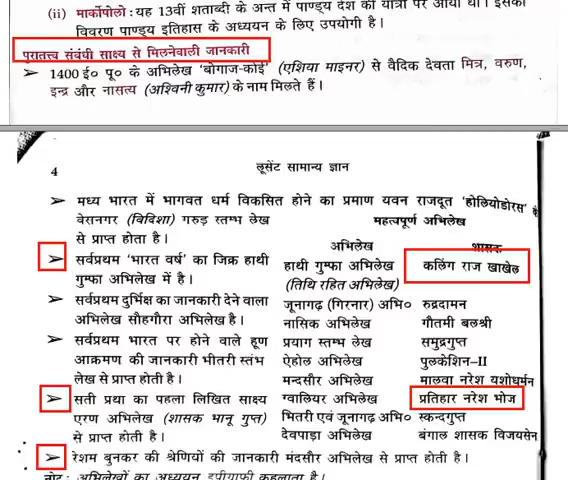 (ii) मार्कोपोलो : यह 13वीं शताब्दी के अन्त में पाण्ड्य देश की यात्रा पर आया था। इसका
विवरण पाण्ड्य इतिहास के अध्ययन के लिए उपयोगी है।
पुरातत्त्व संबंधी साक्ष्य से मिलनेवाली जानकारी
➢ 1400 ई० पू० के अभिलेख 'बोगाज-कोई' (एशिया माइनर) से वैदिक देवता मित्र, वरुण,
इन्द्र और नासत्य (अश्विनी कुमार) के नाम मिलते हैं।
4 लूसेंट सामान्य ज्ञान
➢ मध्य भारत में भागवत धर्म विकसित होने का प्रमाण यवन राजदूत 'होलियोडोरस' के
वेसनगर (विदिशा) गरुड़ स्तम्भ लेख
से प्राप्त होता है।
➢ सर्वप्रथम 'भारत वर्ष' का जिक्र हाथी
गुम्फा अभिलेख में है।
➢ सर्वप्रथम दुर्भिक्ष का जानकारी देने वाला
अभिलेख सौहगौरा अभिलेख है।
➢ सर्वप्रथम भारत पर होने वाले हूण
आक्रमण की जानकारी भीतरी स्तंभ
लेख से प्राप्त होती है।
➢ सती प्रथा का पहला लिखित साक्ष्य
एरण अभिलेख (शासक भानू गुप्त)
से प्राप्त होती है।
महत्वपूर्ण अभिलेख
अभिलेख शासक
हाथी गुम्फा अभिलेख कलिंग राज खाखेल
(तिथि रहित अभिलेख)
जूनागढ़ (गिरनार) अभि० रुद्रदामन
नासिक अभिलेख गौतमी बलश्री
प्रयाग स्तम्भ लेख समुद्रगुप्त
ऐहोल अभिलेख पुलकेशिन-II
मन्दसौर अभिलेख मालवा नरेश यशोधर्मन
ग्वालियर अभिलेख प्रतिहार नरेश भोज
भितरी एवं जूनागढ़ अभि० स्कन्दगुप्त
देवपाड़ा अभिलेख बंगाल शासक विजयसेन
➢ रेशम बुनकर की श्रेणियों की जानकारी मंदसौर अभिलेख से प्राप्त होती है।
नोट : अभिलेखों का अध्ययन इपीग्राफी कहलाता है।